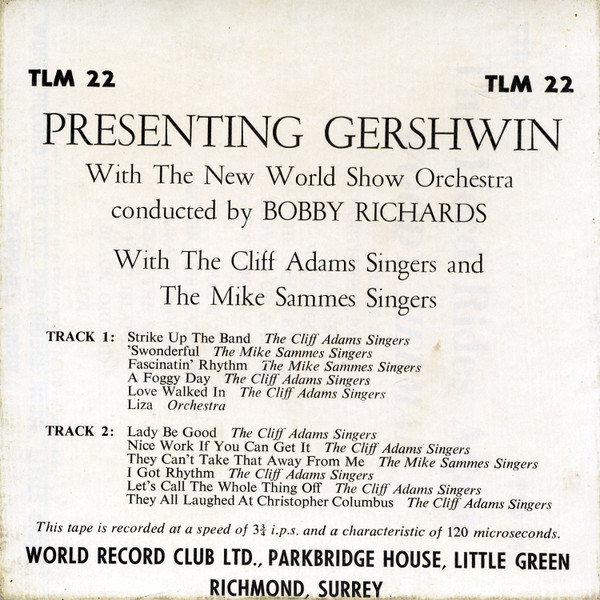 TLM 22 TLM 22
PRESENTING GERSHWIN
With The New World Show Orchestra
conducted by BOBBY RICHARDS
With The Cliff Adams Singers and
The Mike Sammes Singers
TRACK 1: Strike Up The Band The Cliff Adams Singers
'Swonderful The Mike Sammes Singers
Fascinatin' Rhythm The Mike Sammes Singers
A Foggy Day The Cliff Adams Singers
Love Walked In The Cliff Adams Singers
Liza Orchestra
TRACK 2: Lady Be Good The Cliff Adams Singers
Nice Work If You Can Get It The Cliff Adams Singers
They Can't Take That Away From Me The Mike Sammes Singers
I Got Rhythm The Cliff Adams Singers
Let's Call The Whole Thing Off The Cliff Adams Singers
They All Laughed At Christopher Columbus The Cliff Adams Singers
This tape is recorded at a speed of 3¾ i.p.s. and a characteristic of 120 microseconds.
WORLD RECORD CLUB LTD., PARKBRIDGE HOUSE, LITTLE GREEN
RICHMOND, SURREY